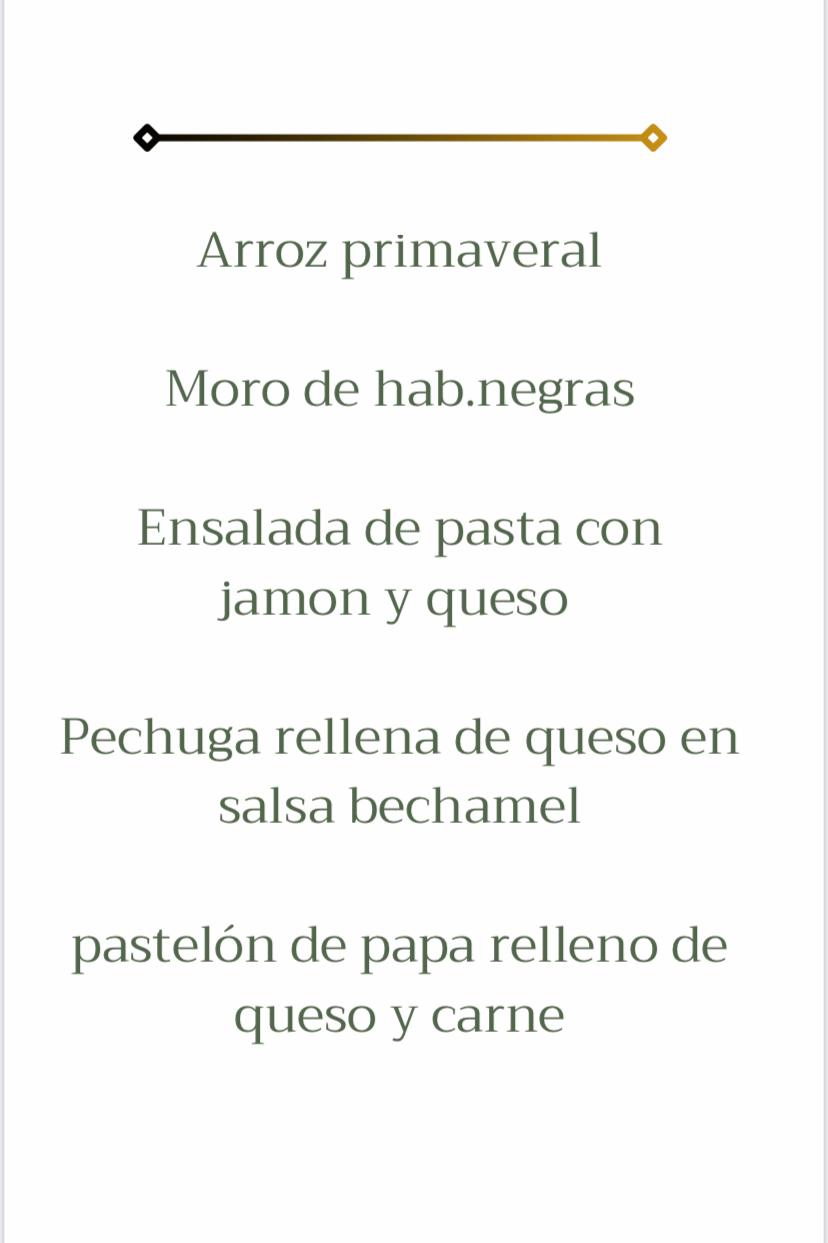 Arroz primaveral
Moro de hab.negras
Ensalada de pasta con
jamon y queso
Pechuga rellena de queso en
salsa bechamel
pastelón de papa relleno de
queso y carne